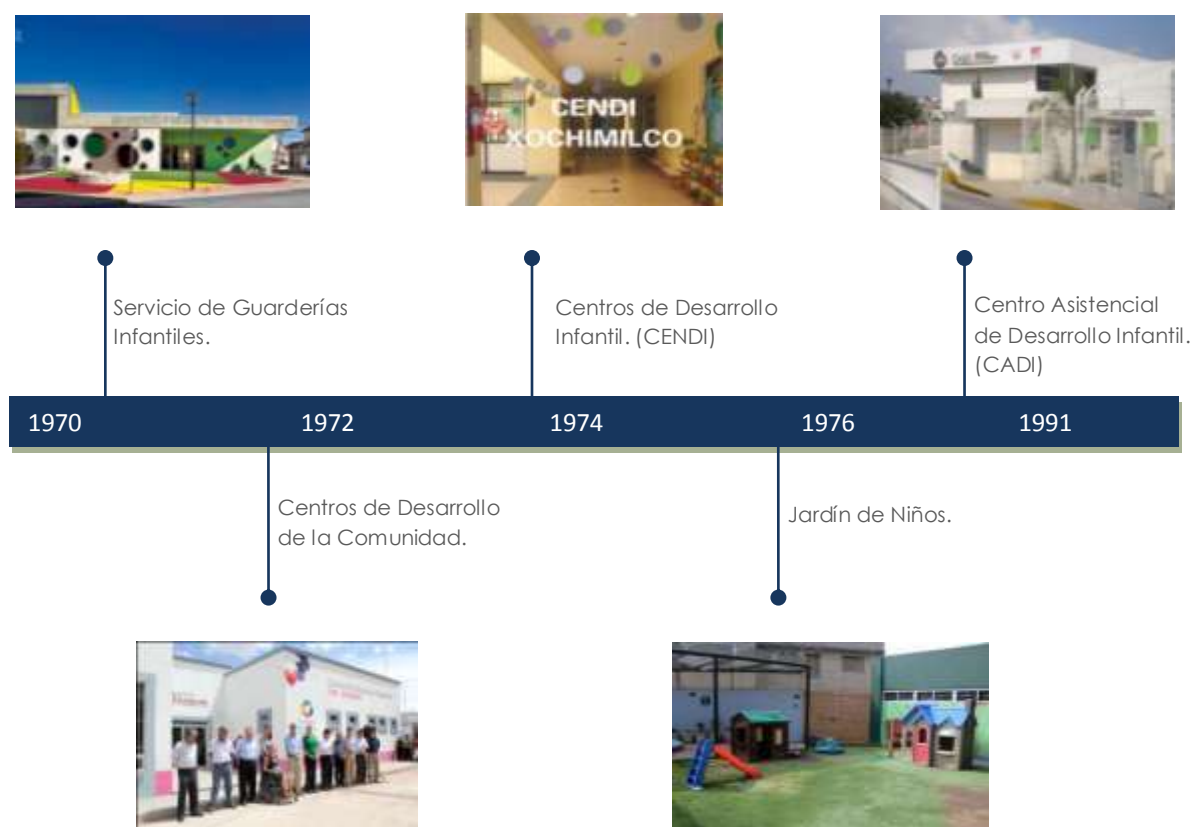 CENDI
XOCHIMILCO
Servicio de Guarderías
Infantiles.
Centros de Desarrollo
Infantil. (CENDI)
Centro Asistencial
de Desarrollo Infantil.
(CADI)
1970
1972
1974
1976
1991
Centros de Desarrollo
de la Comunidad.
Jardín de Niños.